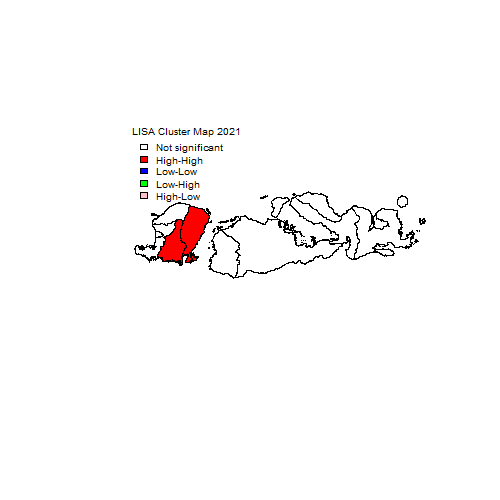 LISA Cluster Map 2021
Not significant
High-High
Low-Low
Low-High
High-Low